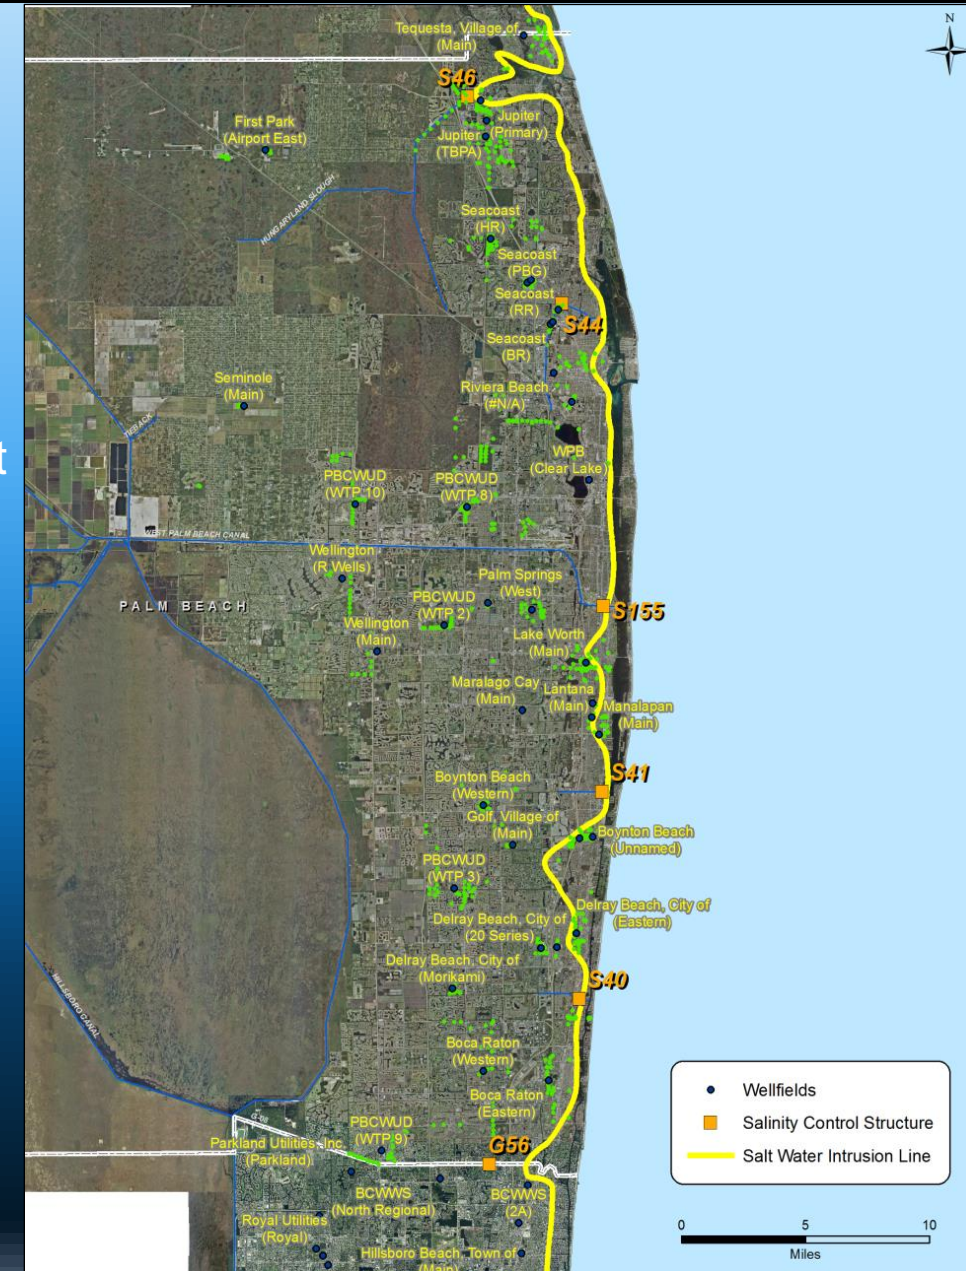 N
Tequesta, Village of
(Main)
S46
First Park
(Airport East)
Jupiter
(Primary)
Jupiter
(TBPA)
HUNGARYLAND SLOUGH
Seacoast
(HR)
Seacoast
(PBG)
Seacoast
(RR)
S44
Seacoast
(BR)
Seminole
(Main)
Riviera Beach
(#N/A)
TIEBACK
t
WPB
(Clear Lake)
PBCWUD
(WTP 10)
PBCWUD
(WTP 8)
WEST PALM BEACH CANAL
Wellington
(R Wells)
Palm Springs
(West)
PBCWUD
(WTP 2)
PALM BEACH
S155
Wellington
(Main)
Lake Worth
(Main)
Maralago Cay
(Main)
Lantana
(Main)
Manalapan
(Main)
S41
Boynton Beach
(Western)
Golf, Village of
(Main)
Boynton Beach
(Unnamed)
PBCWUD
(WTP 3)
Delray Beach, City of
(Eastern)
Delray Beach, City of
(20 Series)
Delray Beach, City of
(Morikami)
S40
HILLSBORO CANAL
Boca Raton
(Western)
Boca Raton
(Eastern)
PBCWUD
(WTP 9)
Parkland Utilities, Inc
(Parkland)
G56
BCWWS
(North Regional)
BCWWS
(2A)
Royal Utilities
(Royal)
Hillsboro Beach, Town of
(Main)
Wellfields
Salinity Control Structure
Salt Water Intrusion Line
0 5 10
Miles